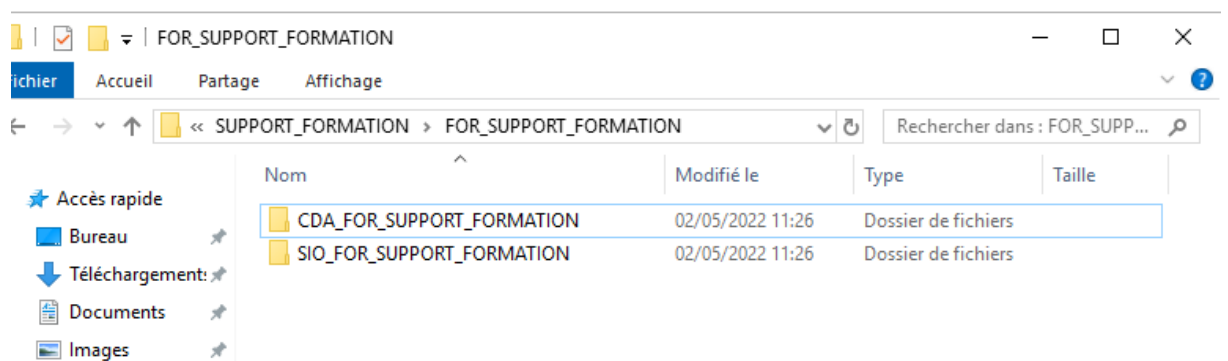 FOR_SUPPORT_FORMATION
ichier Accueil Partage Affichage
« SUPPORT_FORMATION > FOR_SUPPORT_FORMATION Rechercher dans : FOR_SUPP...
Nom Modifié le Type Taille
Accès rapide
CDA_FOR_SUPPORT_FORMATION 02/05/2022 11:26 Dossier de fichiers
Bureau
SIO_FOR_SUPPORT_FORMATION 02/05/2022 11:26 Dossier de fichiers
Téléchargement:
Documents
Images